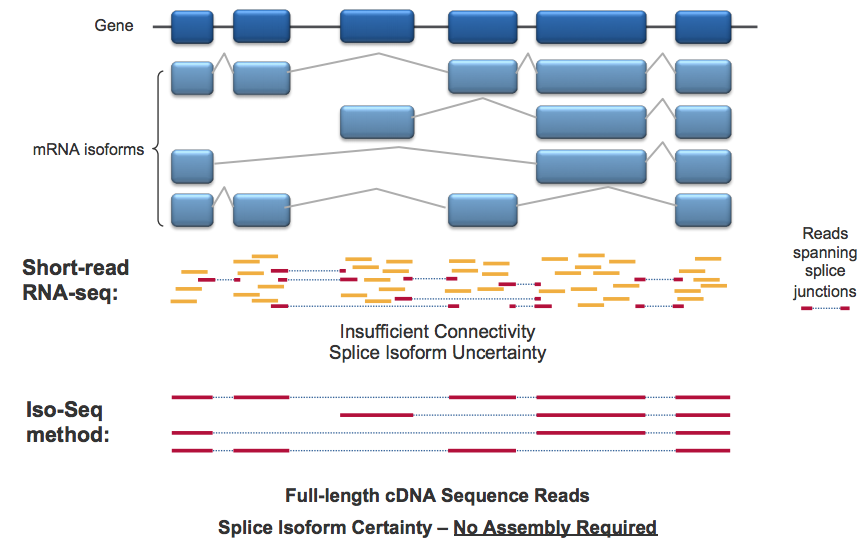 Gene
mRNA isoforms
Reads
spanning
splice
junctions
Short-read
RNA-seq:
Insufficient Connectivity
Splice Isoform Uncertainty
Iso-Seq
method:
Full-length cDNA Sequence Reads
Splice Isoform Certainty – No Assembly Required